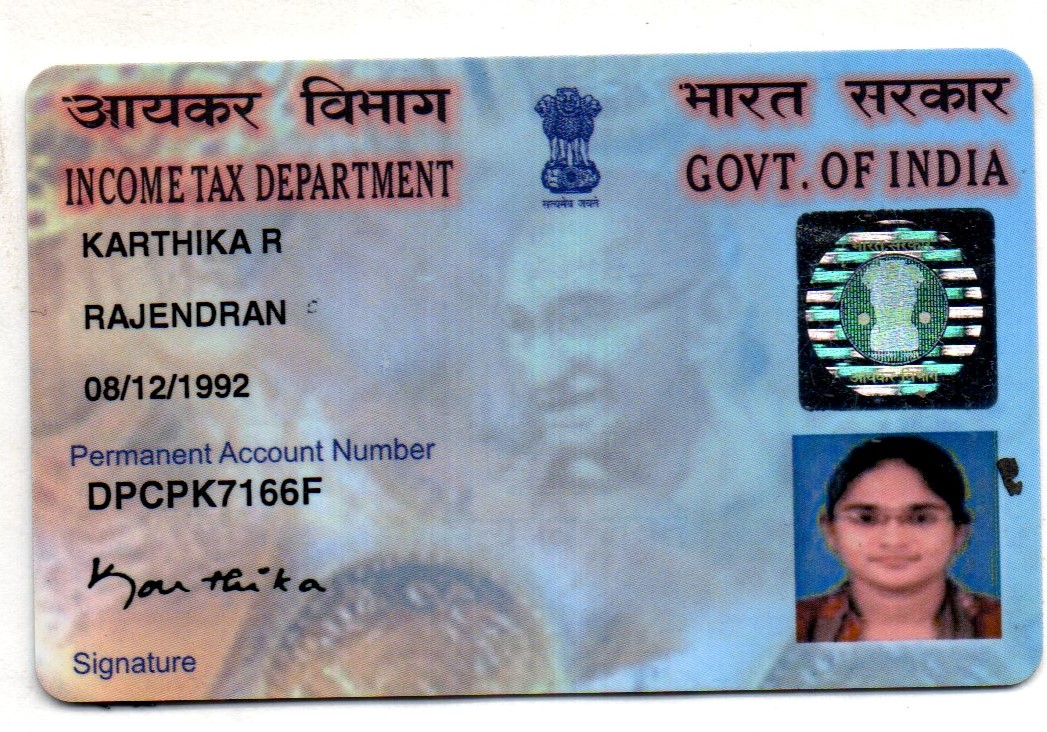 आयकर विभाग
भारत सरकार
INCOME TAX DEPARTMENT
GOVT. OF INDIA
सत्यमेव जयते
KARTHIKA R
RAJENDRAN
08/12/1992
Permanent Account Number
DPCPK7166F
Karthika
Signature
भारत सरकार
आयकर विभाग